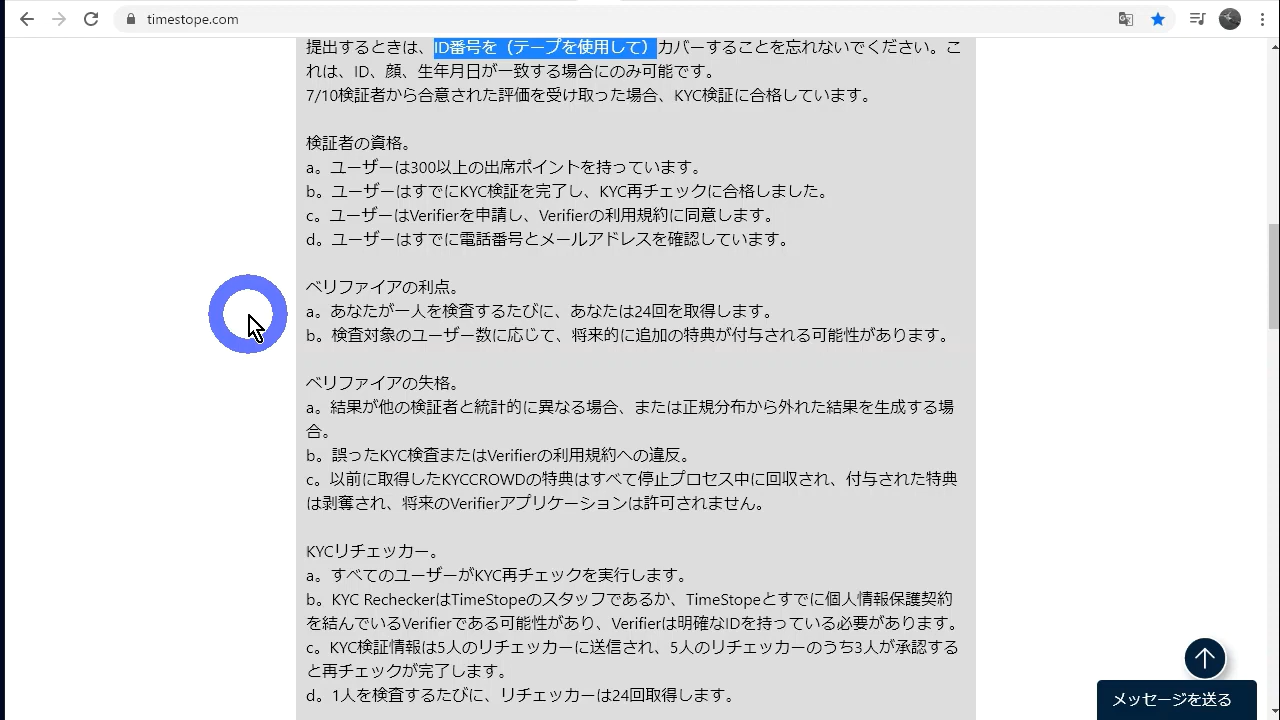 timestope.com
提出するときは、ID番号を（テープを使用して）カバーすることを忘れないでください。こ
れは、ID、顔、生年月日が一致する場合にのみ可能です。
7/10検証者から合意された評価を受け取った場合、KYC検証に合格しています。
検証者の資格。
a。ユーザーは300以上の出席ポイントを持っています。
b。ユーザーはすでにKYC検証を完了し、KYC再チェックに合格しました。
c。ユーザーはVerifierを申請し、Verifierの利用規約に同意します。
d。ユーザーはすでに電話番号とメールアドレスを確認しています。
ベリファイアの利点。
a。あなたが一人を検査するたびに、あなたは24回を取得します。
b。検査対象のユーザー数に応じて、将来的に追加の特典が付与される可能性があります。
ベリファイアの失格。
a。結果が他の検証者と統計的に異なる場合、または正規分布から外れた結果を生成する場
合。
b。誤ったKYC検査またはVerifierの利用規約への違反。
c。以前に取得したKYCCROWDの特典はすべて停止プロセス中に回収され、付与された特典
は剥奪され、将来のVerifierアプリケーションは許可されません。
KYCリチェッカー。
a。すべてのユーザーがKYC再チェックを実行します。
b。KYC RecheckerはTimeStopeのスタッフであるか、TimeStopeとすでに個人情報保護契約
を結んでいるVerifierである可能性があり、Verifierは明確なIDを持っている必要があります。
c。KYC検証情報は5人のリチェッカーに送信され、5人のリチェッカーのうち3人が承認する
と再チェックが完了します。
d。1人を検査するたびに、リチェッカーは24回取得します。
メッセージを送る